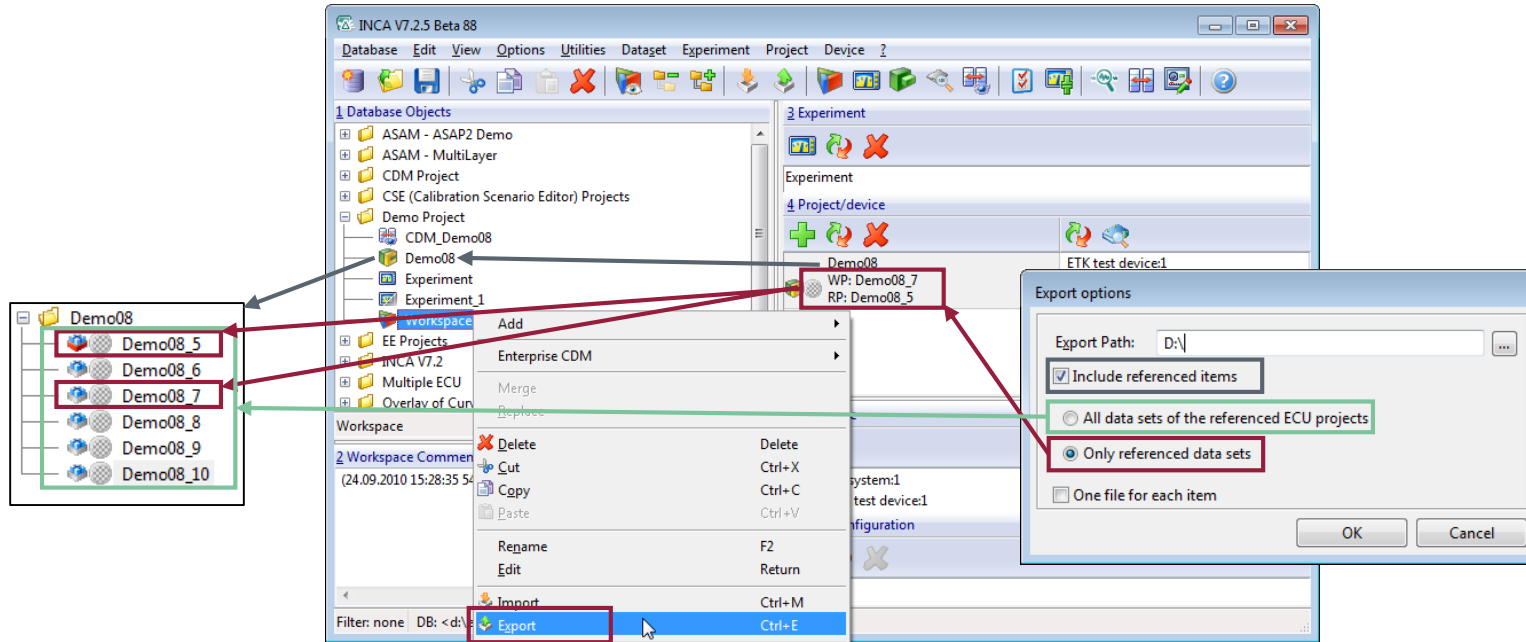 INCA V7.2.5 Beta 88
Database Edit View Options Utilities Dataset Experiment Project Device ?
1 Database Objects
ASAM - ASAP2 Demo
ASAM - MultiLayer
CDM Project
CSE (Calibration Scenario Editor) Projects
Demo Project
CDM_Demo08
Demo08
Experiment
Experiment_1
Workspace
EE Projects
INCA V7.2
Multiple ECU
Overlay of Curv
Workspace
2 Workspace Commen
(24.09.2010 15:28:35 54
Filter: none DB: <d:\
3 Experiment
Experiment
4 Project/device
Demo08
ETK test device:1
WP: Demo08_7
RP: Demo08_5
system:1
test device:1
nfiguration
Demo08
Demo08_5
Demo08_6
Demo08_7
Demo08_8
Demo08_9
Demo08_10
Add
Enterprise CDM
Merge
Replace
Delete Delete
Cut Ctrl+X
Copy Ctrl+C
Paste Ctrl+V
Rename F2
Edit Return
Import Ctrl+M
Export Ctrl+E
Export options
Export Path: D:\
...
Include referenced items
All data sets of the referenced ECU projects
Only referenced data sets
One file for each item
OK Cancel